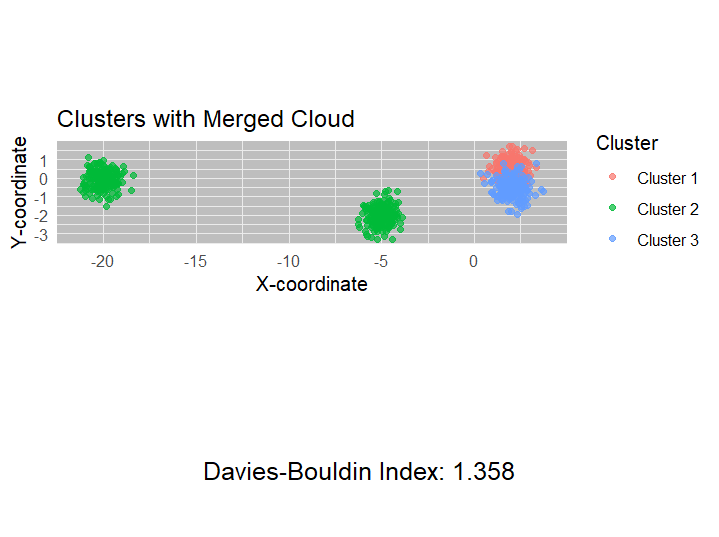 Clusters with Merged Cloud
Y-coordinate
1
0
-1
-2
-3
-20
-15
-10
-5
0
X-coordinate
Cluster
Cluster 1
Cluster 2
Cluster 3
Davies-Bouldin Index: 1.358